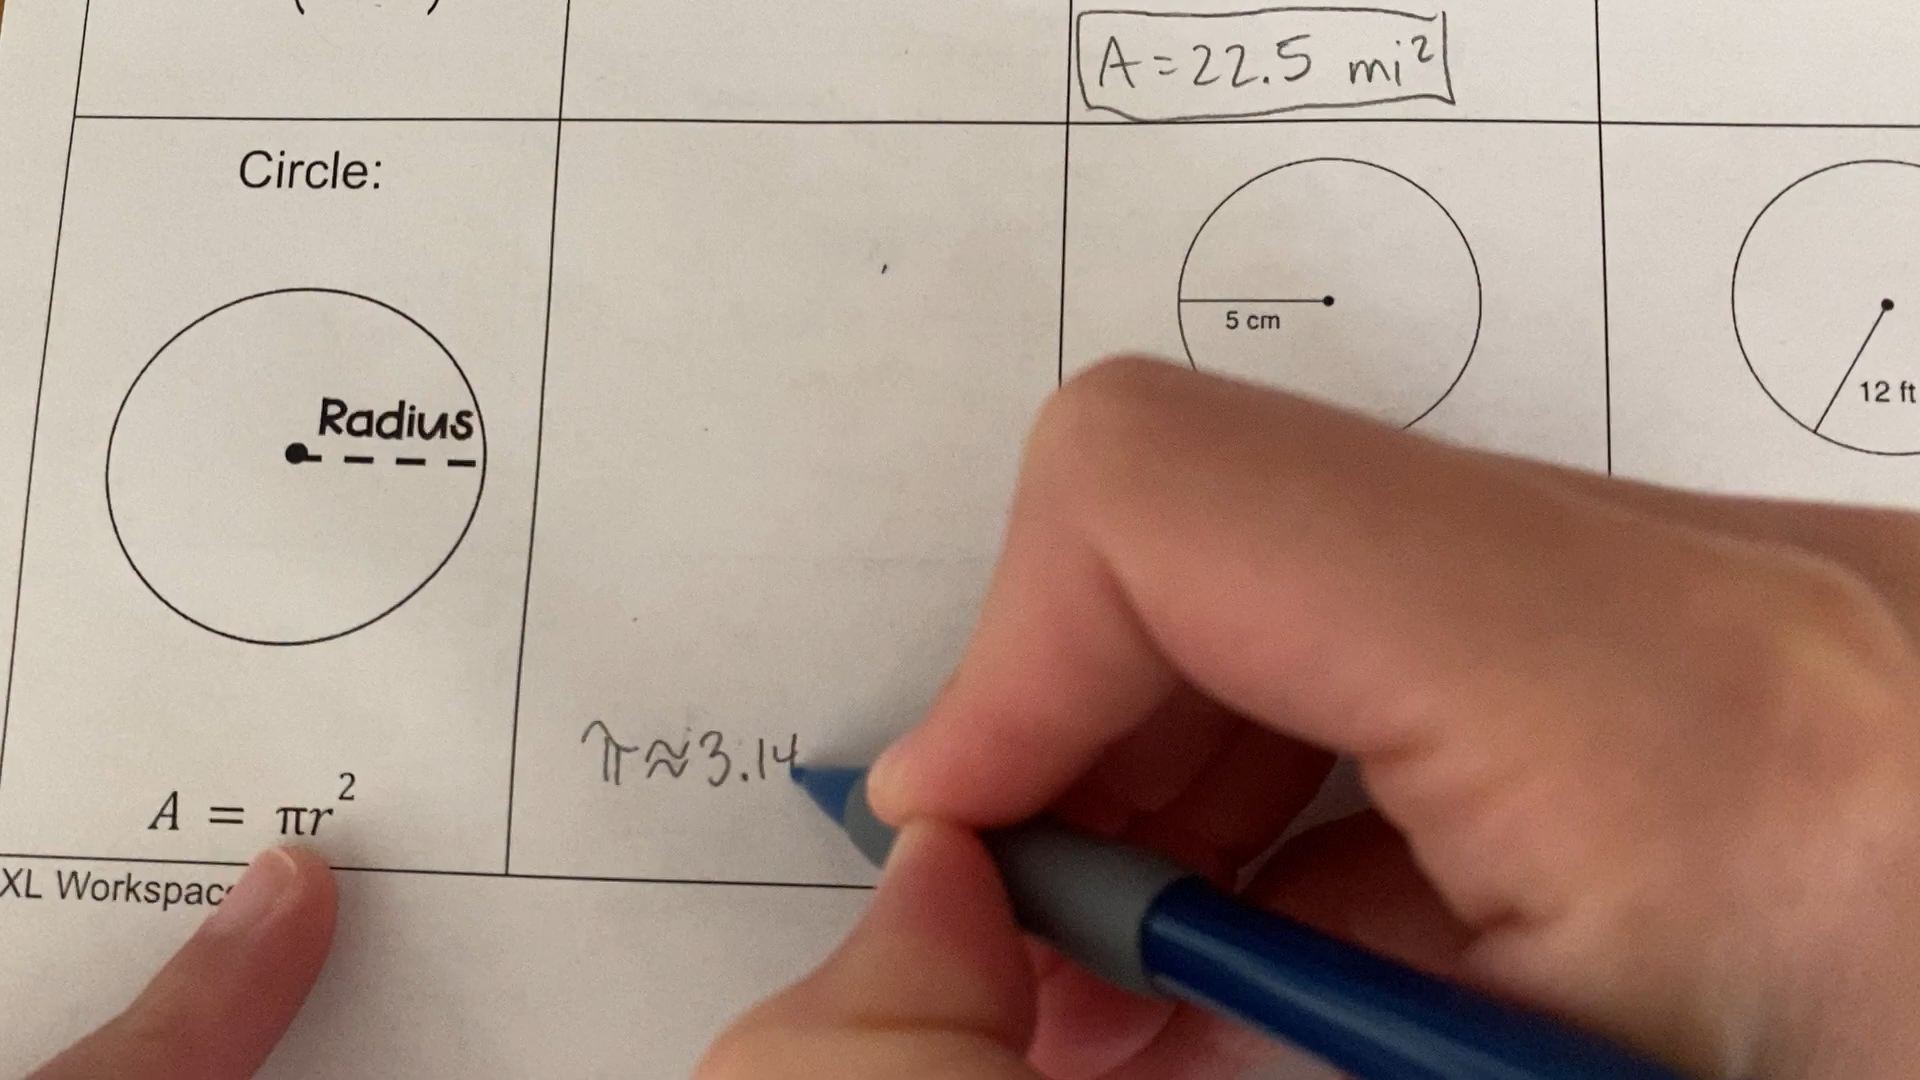 A=22.5 mi²
Circle:
5 cm
12 ft
Radius
π≈3.14
A = πr²
XL Workspac